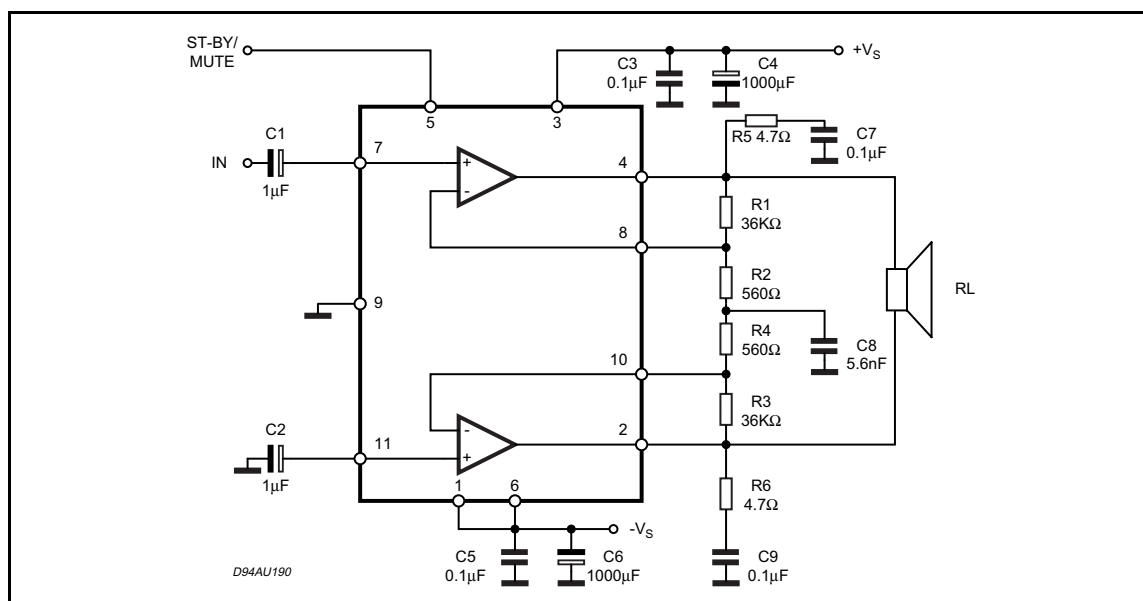 ST-BY/
MUTE
C3
0.1µF
C4
1000µF
+VS
5
3
R5 4.7Ω
C7
0.1µF
C1
IN
1µF
7
+
-
4
R1
36KΩ
8
R2
560Ω
9
RL
R4
560Ω
C8
5.6nF
10
R3
36KΩ
C2
1µF
11
-
+
2
1
6
R6
4.7Ω
-VS
C5
0.1µF
C6
1000µF
C9
0.1µF
D94AU190